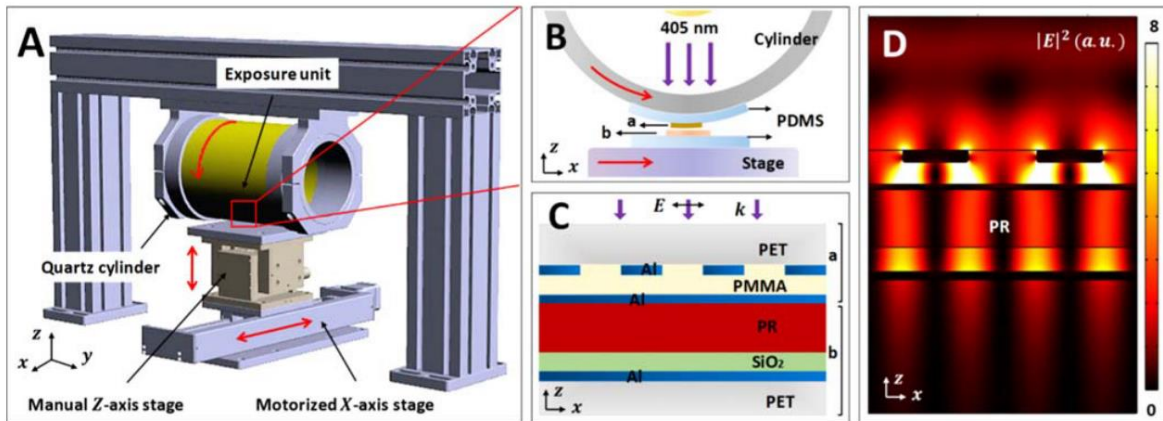 A
Exposure unit
Quartz cylinder
z
x
y
Manual Z-axis stage
Motorized X-axis stage
B
405 nm
Cylinder
a
b
PDMS
z
x
Stage
C
E
k
PET
a
Al
PMMA
Al
PR
b
SiO₂
Al
z
x
PET
D
|E|² (a.u.)
8
PR
z
x
0